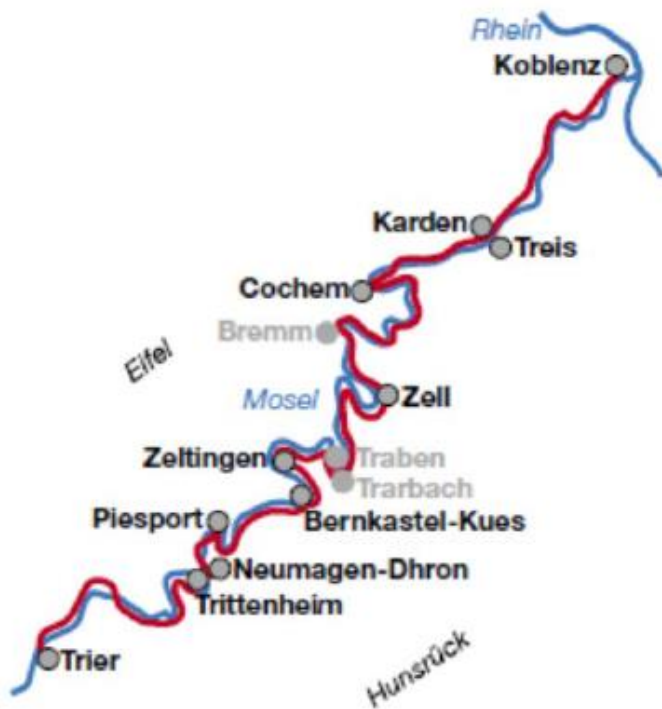 Rhein
Koblenz
Karden
Treis
Cochem
Bremm
Eifel
Mosel
Zell
Zeltingen
Traben
Trarbach
Piesport
Bernkastel-Kues
Neumagen-Dhron
Trittenheim
Trier
Hunsrück